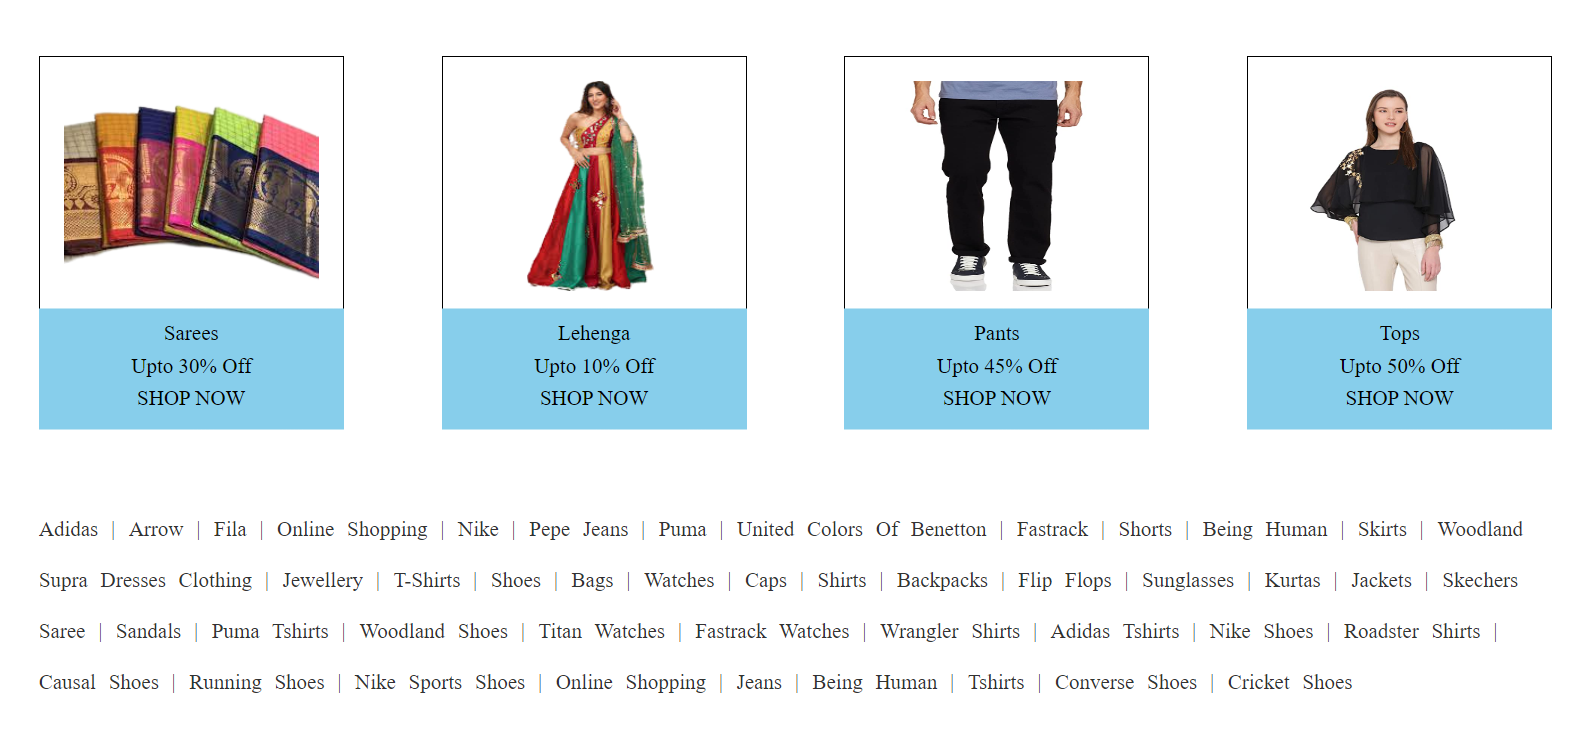 Sarees
Upto 30% Off
SHOP NOW
Lehenga
Upto 10% Off
SHOP NOW
Pants
Upto 45% Off
SHOP NOW
Tops
Upto 50% Off
SHOP NOW
Adidas | Arrow | Fila | Online Shopping | Nike | Pepe Jeans | Puma | United Colors Of Benetton | Fastrack | Shorts | Being Human | Skirts | Woodland
Supra Dresses Clothing | Jewellery | T-Shirts | Shoes | Bags | Watches | Caps | Shirts | Backpacks | Flip Flops | Sunglasses | Kurtas | Jackets | Skechers
Saree | Sandals | Puma Tshirts | Woodland Shoes | Titan Watches | Fastrack Watches | Wrangler Shirts | Adidas Tshirts | Nike Shoes | Roadster Shirts |
Causal Shoes | Running Shoes | Nike Sports Shoes | Online Shopping | Jeans | Being Human | Tshirts | Converse Shoes | Cricket Shoes